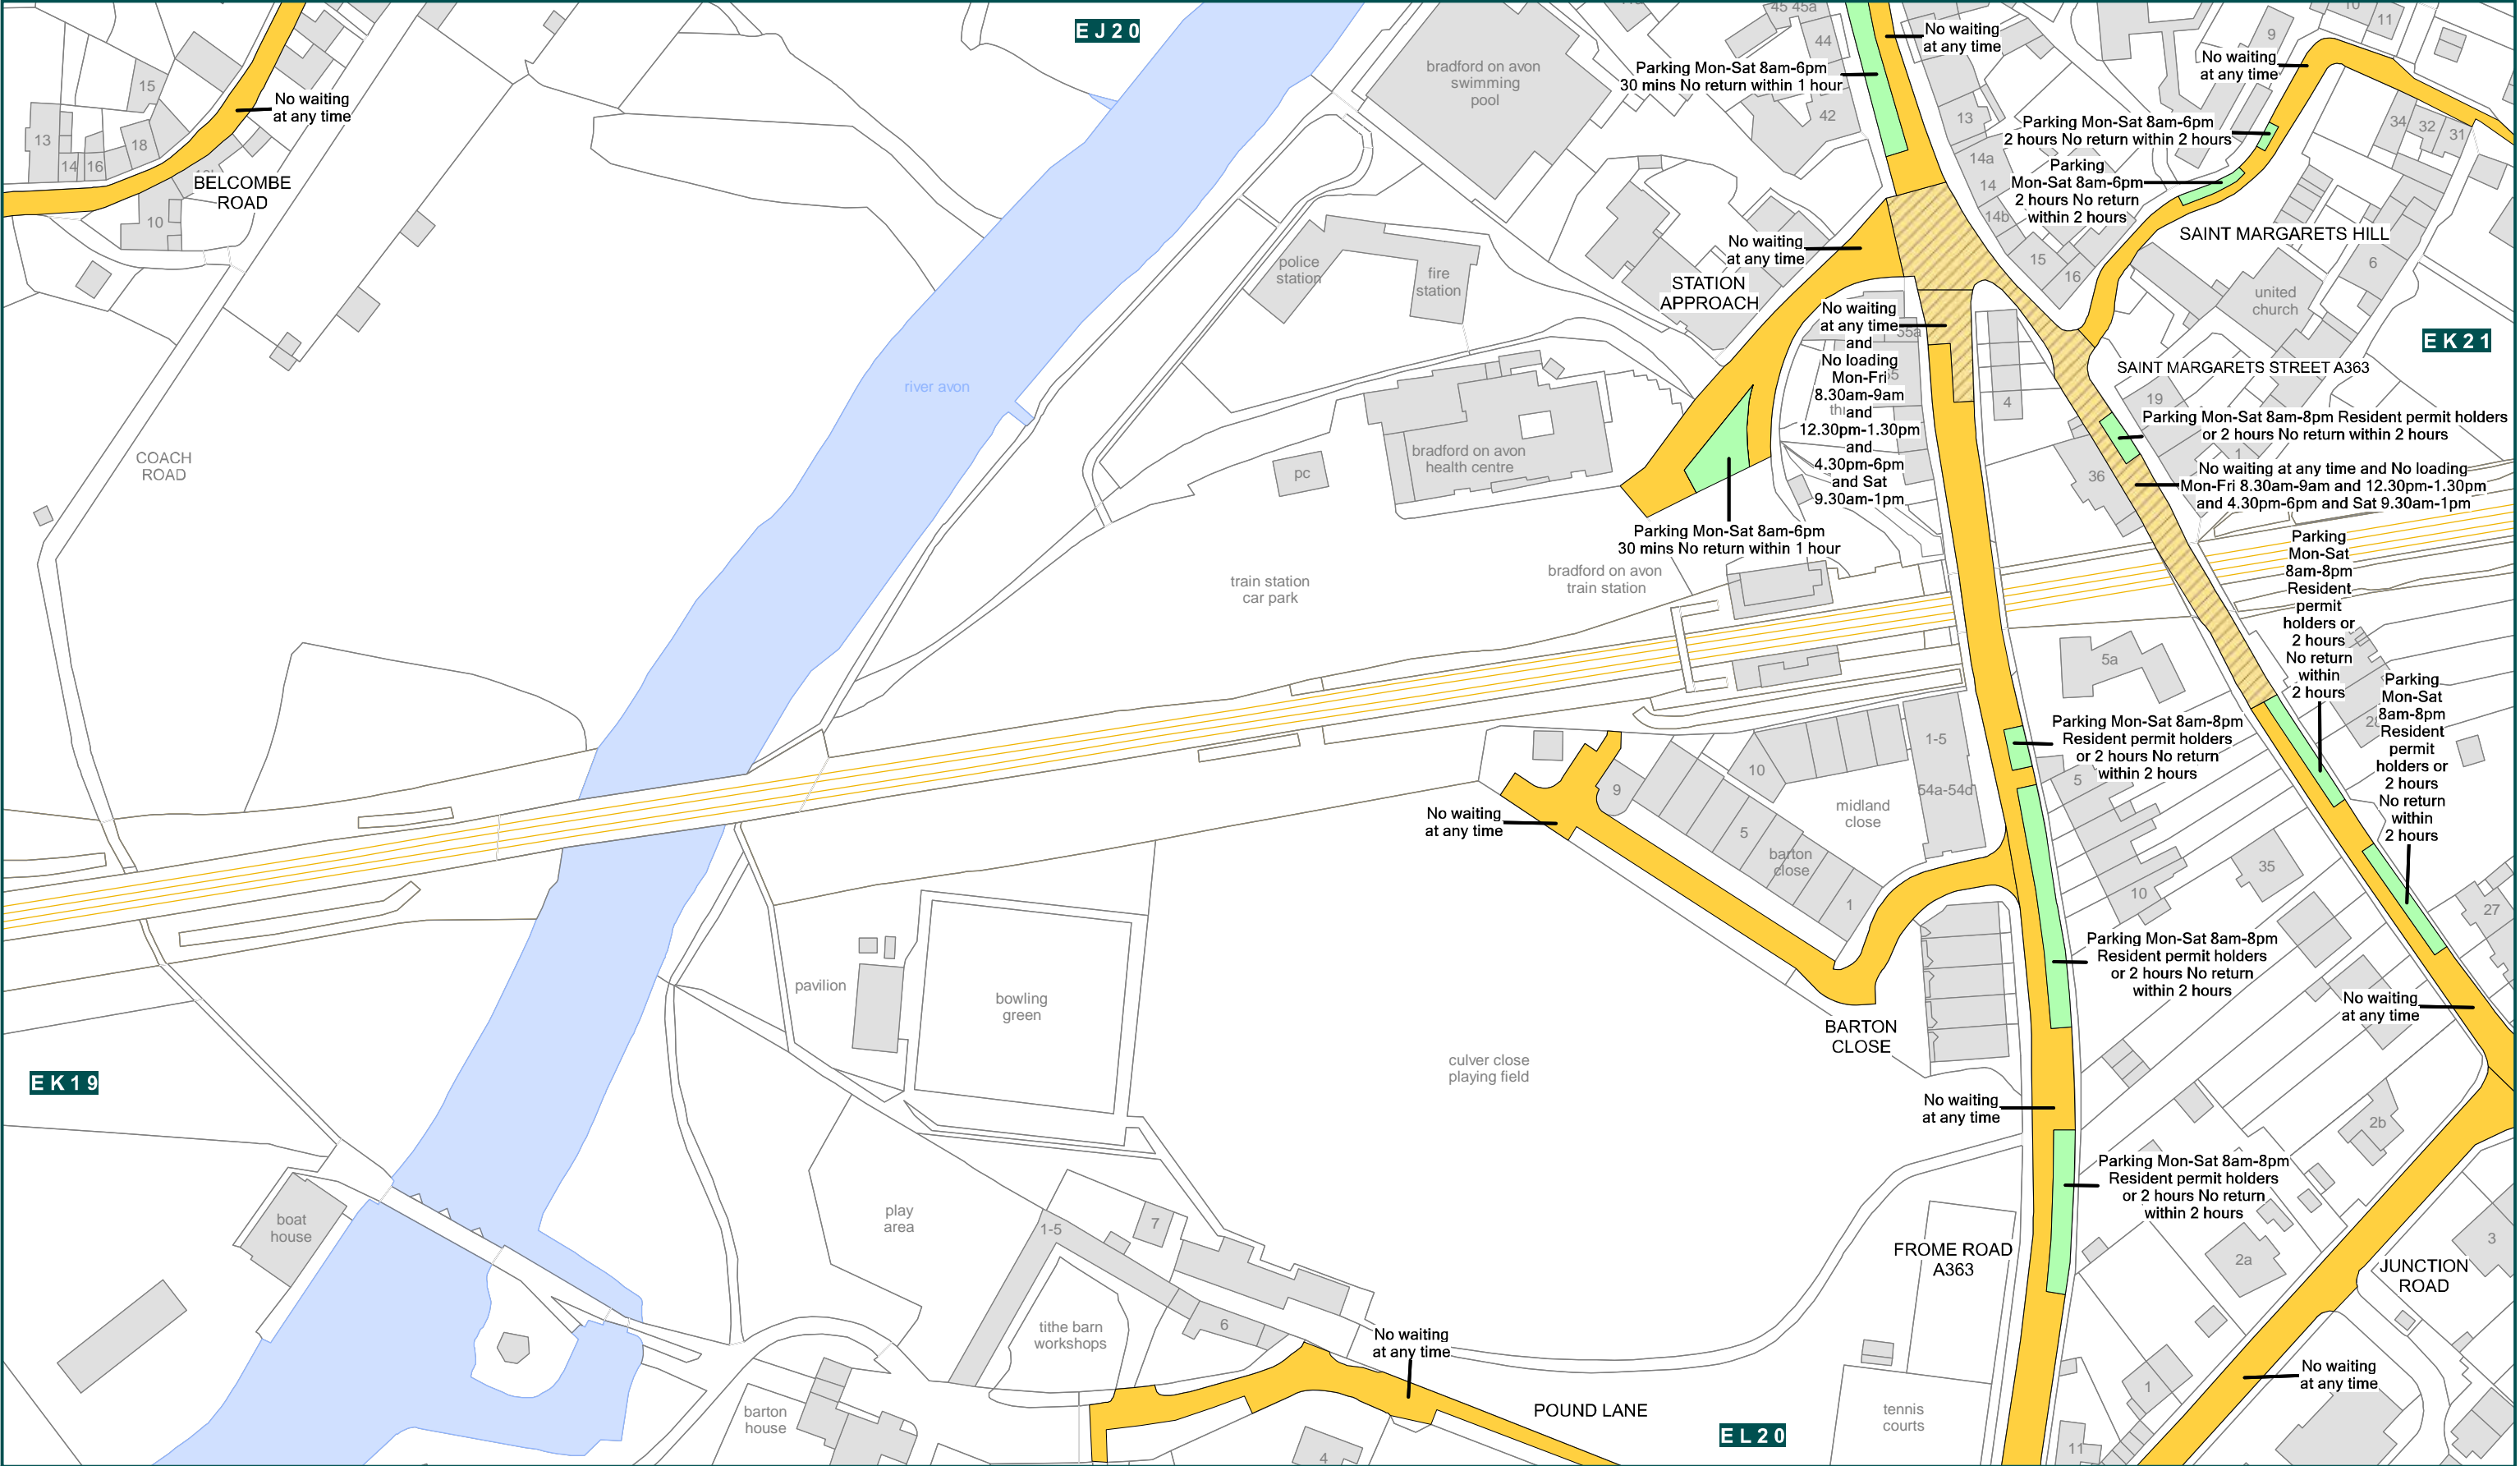 EJ20
No waiting
at any time
BELCOMBE
ROAD
15
13
14
16
18
10
COACH
ROAD
river avon
bradford on avon
swimming
pool
police
station
fire
station
bradford on avon
health centre
pc
train station
car park
bradford on avon
train station
45 45a
44
42
Parking Mon-Sat 8am-6pm
30 mins No return within 1 hour
No waiting
at any time
13
14a
14
14b
15
16
No waiting
at any time
9
10
11
Parking Mon-Sat 8am-6pm
2 hours No return within 2 hours
Parking
Mon-Sat 8am-6pm
2 hours No return
within 2 hours
34
32
31
6
SAINT MARGARETS HILL
united
church
No waiting
at any time
STATION
APPROACH
EK21
No waiting
at any time
and
No loading
Mon-Fri
8.30am-9am
and
12.30pm-1.30pm
and
4.30pm-6pm
and Sat
9.30am-1pm
35a
4
SAINT MARGARETS STREET A363
19
1
36
Parking Mon-Sat 8am-8pm Resident permit holders
or 2 hours No return within 2 hours
No waiting at any time and No loading
Mon-Fri 8.30am-9am and 12.30pm-1.30pm
and 4.30pm-6pm and Sat 9.30am-1pm
Parking Mon-Sat 8am-6pm
30 mins No return within 1 hour
Parking
Mon-Sat
8am-8pm
Resident
permit
holders or
2 hours
No return
within
2 hours
Parking
Mon-Sat
8am-8pm
Resident
permit
holders or
2 hours
No return
within
2 hours
5a
Parking Mon-Sat 8am-8pm
Resident permit holders
or 2 hours No return
within 2 hours
5
10
35
27
1-5
54a-54d
10
9
5
1
midland
close
barton
close
No waiting
at any time
Parking Mon-Sat 8am-8pm
Resident permit holders
or 2 hours No return
within 2 hours
No waiting
at any time
BARTON
CLOSE
pavilion
bowling
green
culver close
playing field
EK19
No waiting
at any time
2b
Parking Mon-Sat 8am-8pm
Resident permit holders
or 2 hours No return
within 2 hours
boat
house
play
area
1-5
7
6
tithe barn
workshops
FROME ROAD
A363
2a
3
JUNCTION
ROAD
No waiting
at any time
No waiting
at any time
barton
house
POUND LANE
EL20
tennis
courts
1
11
4